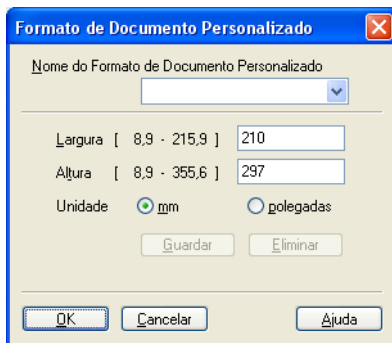 Formato de Documento Personalizado
Nome do Formato de Documento Personalizado
Largura [ 8,9 - 215,9 ] 210
Altura [ 8,9 - 355,6 ] 297
Unidade mm polegadas
Guardar Eliminar
OK Cancelar Ajuda